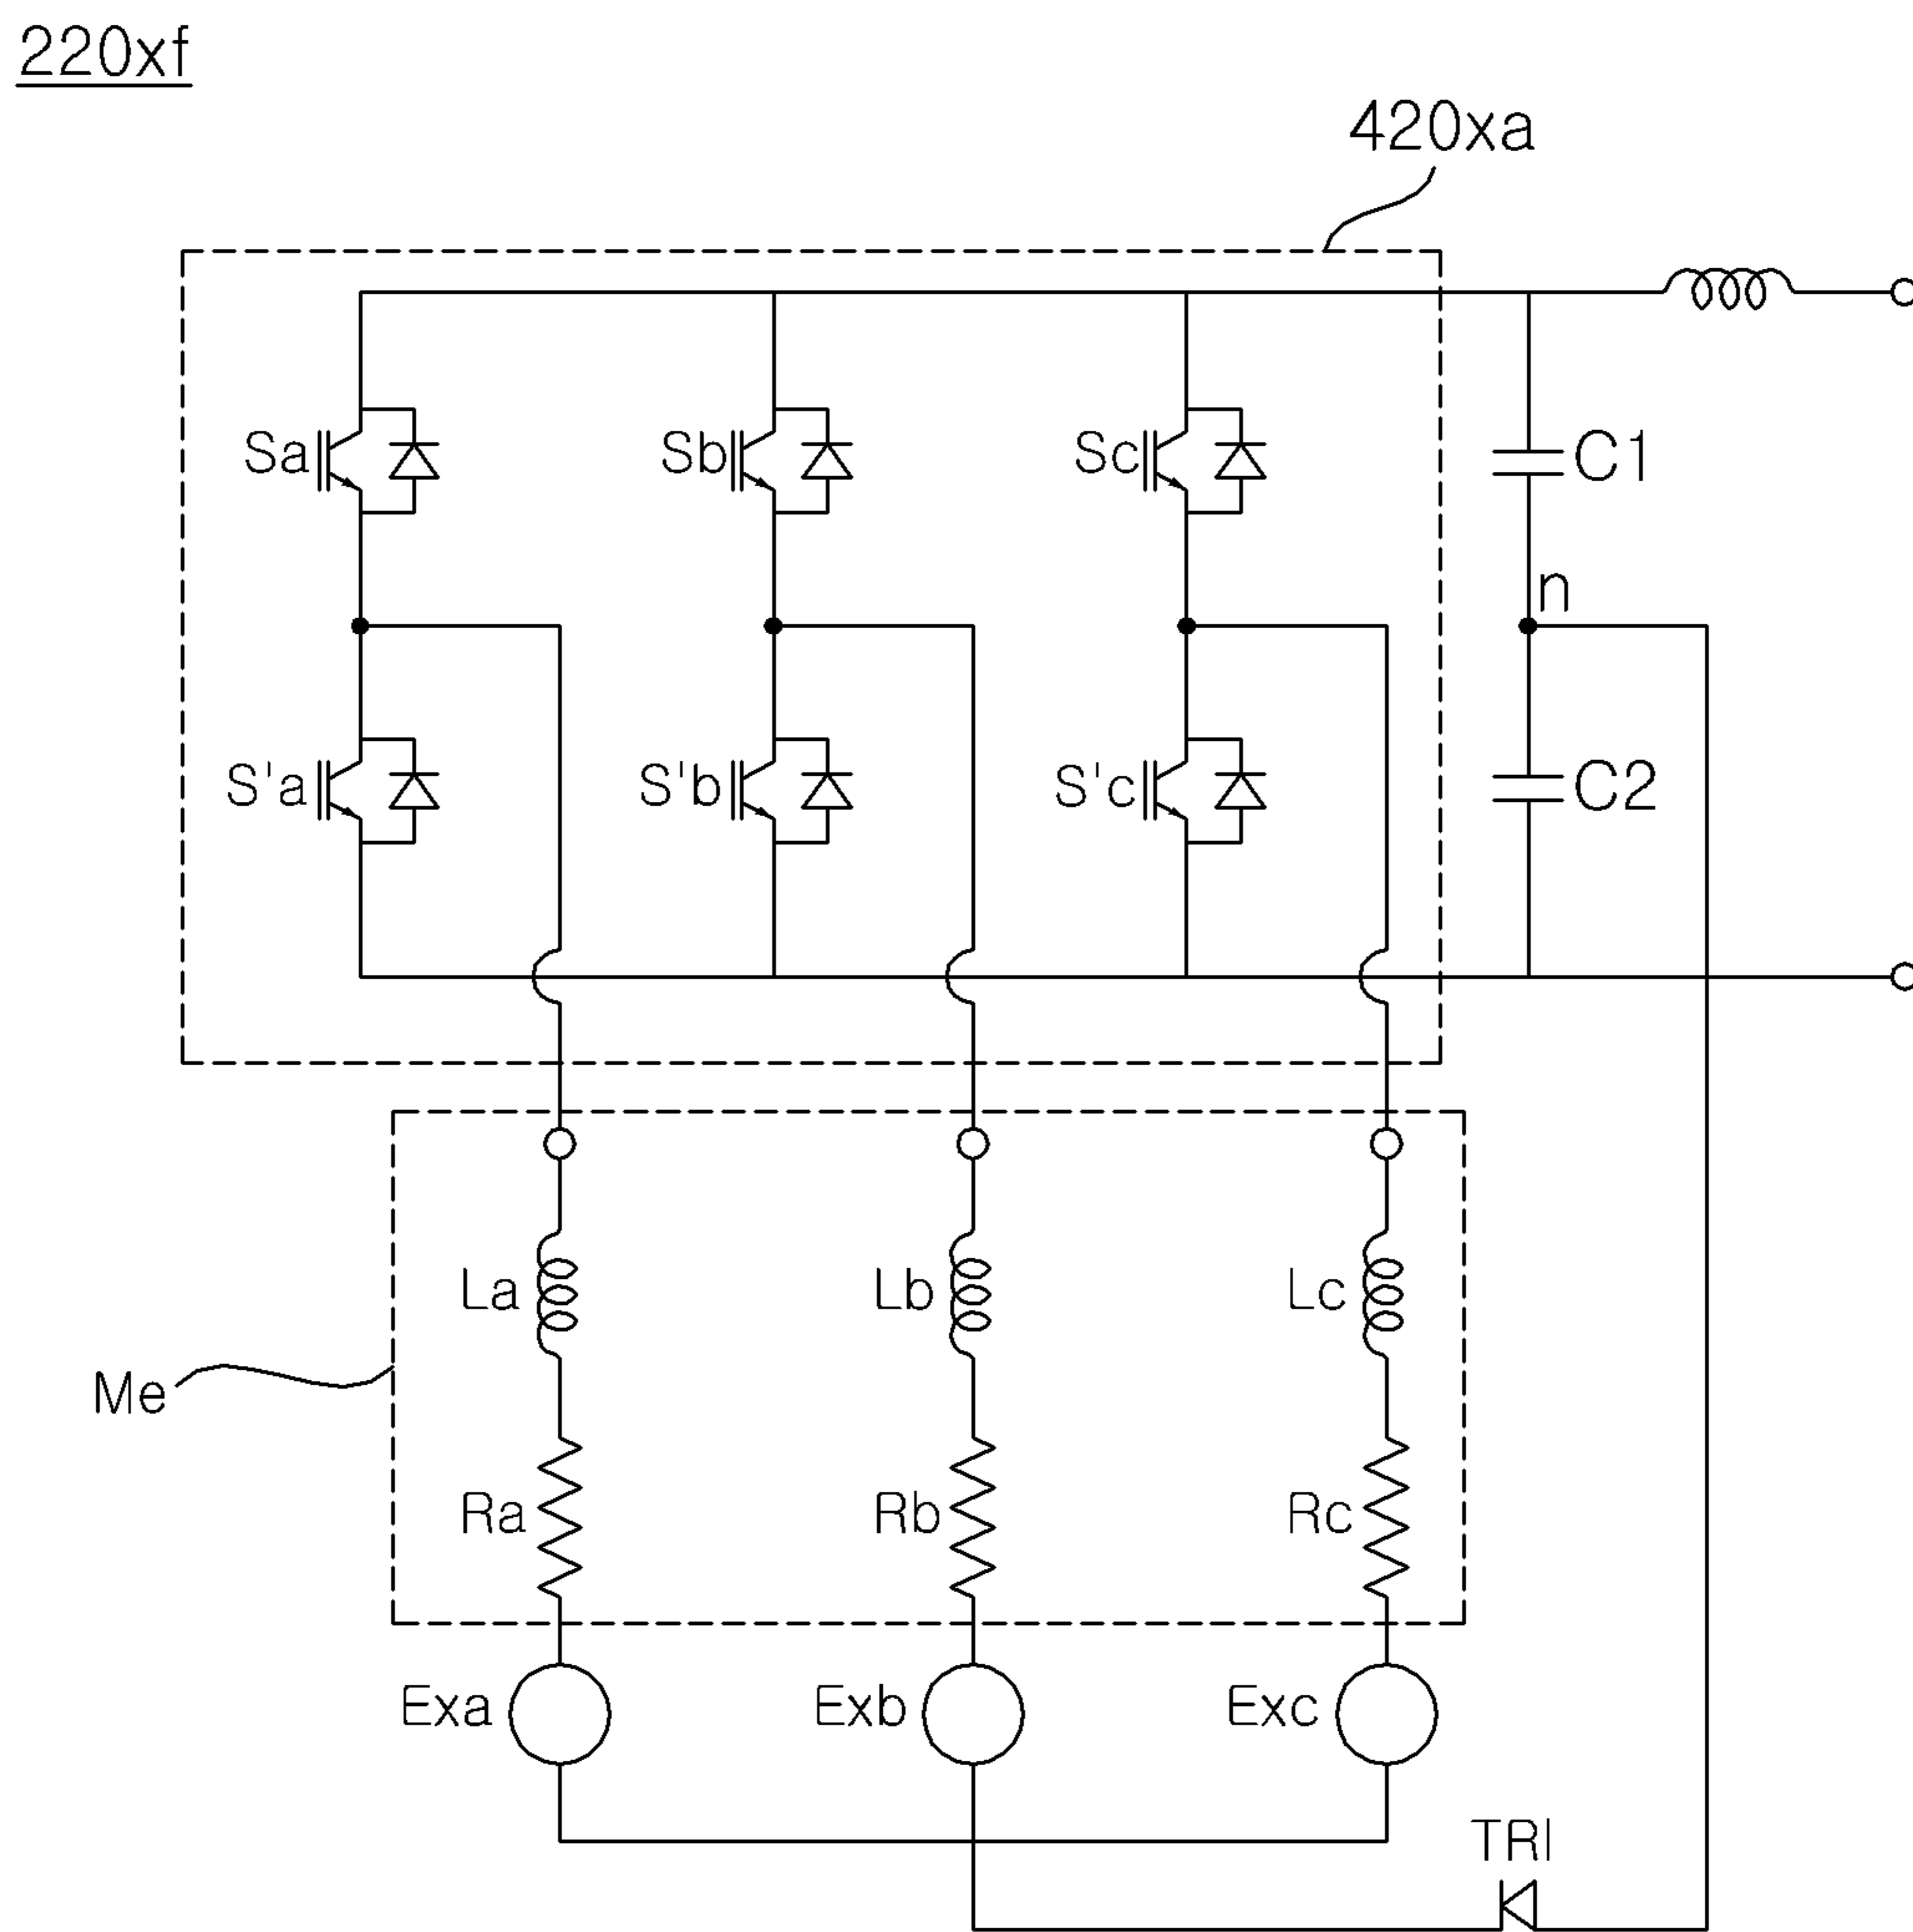 220xf
420xa
Sa
Sb
Sc
C1
n
S'a
S'b
S'c
C2
La
Lb
Lc
Me
Ra
Rb
Rc
Exa
Exb
Exc
TRI